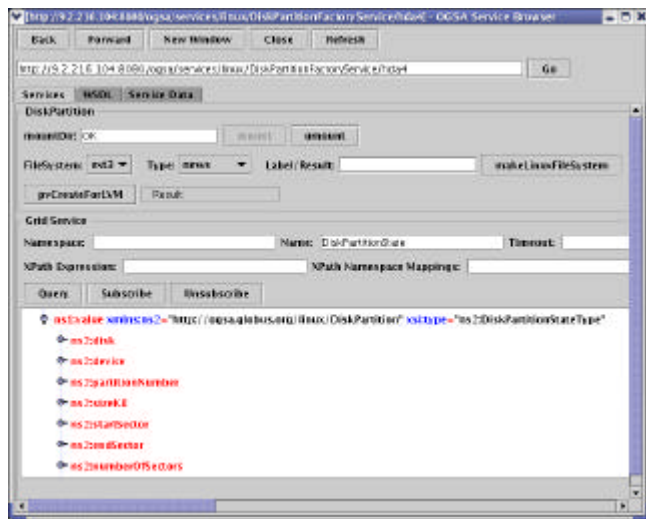 [http://9.2.216.104:8080/ogsa/services/linux/DiskPartitionFactoryService/hda4] - OGSA Service Browser
Back Forward New Window Close Refresh
http://9.2.216.104:8080/ogsa/services/linux/DiskPartitionFactoryService/hda4 Go
Services WSDL Service Data
DiskPartition
mountDir: OK mount umount
FileSystem: ext3 Type: news Label/Result: makeLinuxFileSystem
pvCreateForLVM Result
Grid Service
Namespace: Name: DiskPartitionState Timeout:
XPath Expression: XPath Namespace Mappings:
Query Subscribe Unsubscribe
ns1:value xmlns:ns2="http://ogsa.globus.org/linux/DiskPartition" xsi:type="ns2:DiskPartitionStateType"
ns2:disk
ns2:device
ns2:partitionNumber
ns2:sizeKB
ns2:startSector
ns2:endSector
ns2:numberOfSectors